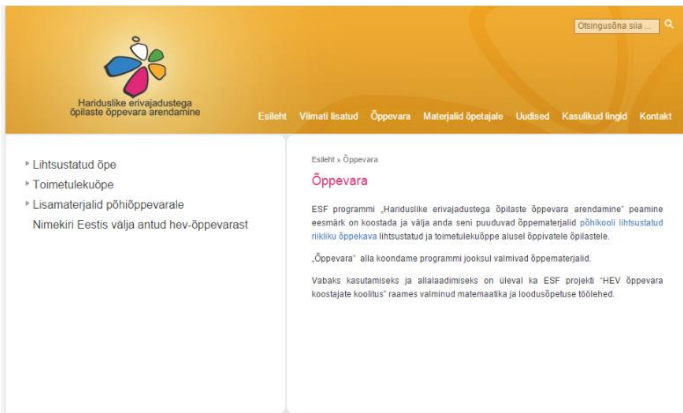 Otsingusõna siia ...
Hariduslike erivajadustega
õpilaste õppevara arendamine
Esileht Viimati lisatud Õppevara Materjalid õpetajale Uudised Kasulikud lingid Kontakt
Lihtsustatud õpe
Toimetulekuõpe
Lisamaterjalid põhiõppevarale
Nimekiri Eestis välja antud hev-õppevarast
Esileht » Õppevara
Õppevara
ESF programmi „Hariduslike erivajadustega õpilaste õppevara arendamine" peamine
eesmärk on koostada ja välja anda seni puuduvad õppematerjalid põhikooli lihtsustatud
riikliku õppekava lihtsustatud ja toimetulekuõppe alusel õppivatele õpilastele.
„Õppevara" alla koondame programmi jooksul valmivad õppematerjalid.
Vabaks kasutamiseks ja allalaadimiseks on üleval ka ESF projekti "HEV õppevara
koostajate koolitus" raames valminud matemaatika ja loodusõpetuse töölehed.